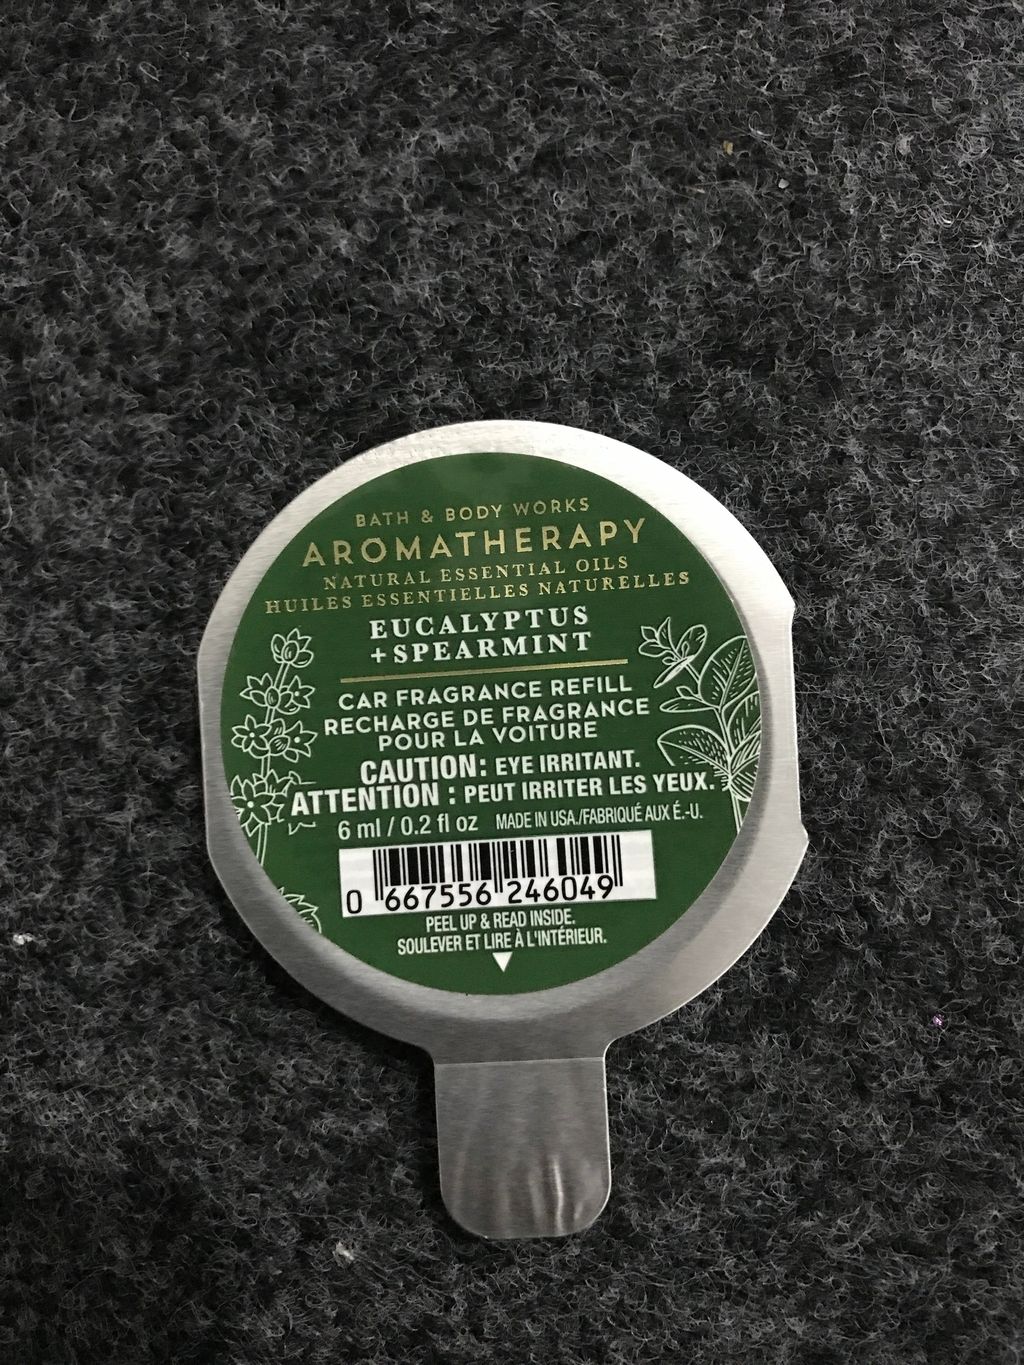 BATH & BODY WORKS
AROMATHERAPY
NATURAL ESSENTIAL OILS
HUILES ESSENTIELLES NATURELLES
EUCALYPTUS
+SPEARMINT
CAR FRAGRANCE REFILL
RECHARGE DE FRAGRANCE
POUR LA VOITURE
CAUTION: EYE IRRITANT.
ATTENTION : PEUT IRRITER LES YEUX.
6 ml / 0.2 fl oz MADE IN USA./FABRIQUÉ AUX É.-U.
0 667556 246049
PEEL UP & READ INSIDE.
SOULEVER ET LIRE À L'INTÉRIEUR.